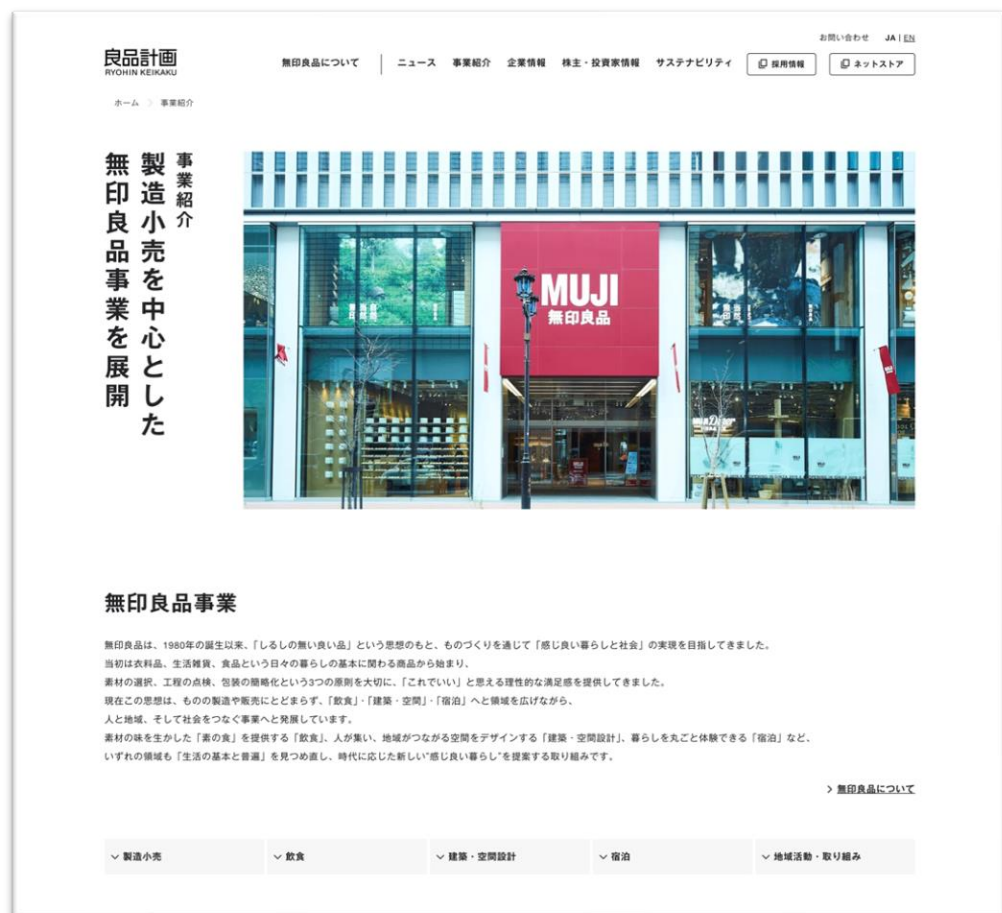 お問い合わせ JA | EN
良品計画
RYOHIN KEIKAKU
無印良品について ニュース 事業紹介 企業情報 株主・投資家情報 サステナビリティ 採用情報 ネットストア
ホーム 〉 事業紹介
事業紹介
製造小売を中心とした
無印良品事業を展開
MUJI
無印良品
無印良品事業
無印良品は、1980年の誕生以来、「しるしの無い良い品」という思想のもと、ものづくりを通じて「感じ良い暮らしと社会」の実現を目指してきました。
当初は衣料品、生活雑貨、食品という日々の暮らしの基本に関わる商品から始まり、
素材の選択、工程の点検、包装の簡略化という3つの原則を大切に、「これでいい」と思える理性的な満足感を提供してきました。
現在この思想は、ものの製造や販売にとどまらず、「飲食」・「建築・空間」・「宿泊」へと領域を広げながら、
人と地域、そして社会をつなぐ事業へと発展しています。
素材の味を生かした「素の食」を提供する「飲食」、人が集い、地域がつながる空間をデザインする「建築・空間設計」、暮らしを丸ごと体験できる「宿泊」など、
いずれの領域も「生活の基本と普遍」を見つめ直し、時代に応じた新しい“感じ良い暮らし”を提案する取り組みです。
無印良品について
製造小売 飲食 建築・空間設計 宿泊 地域活動・取り組み